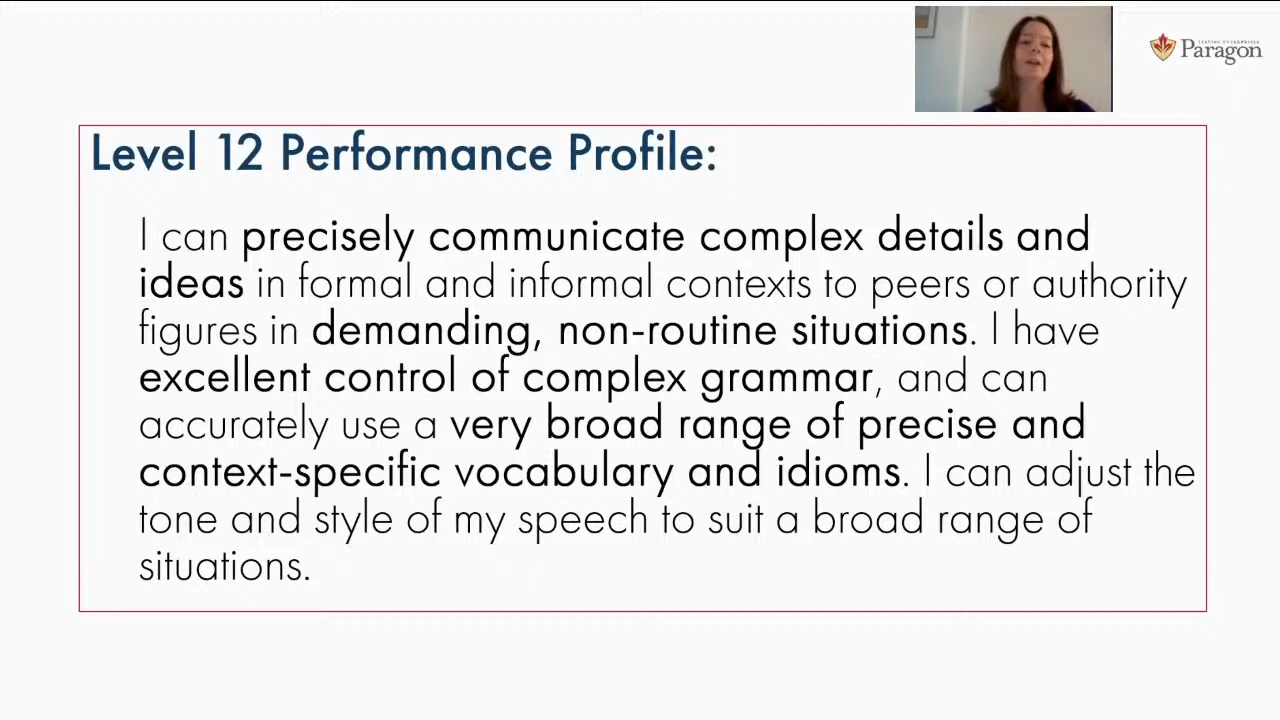 Paragon
Level 12 Performance Profile:
I can precisely communicate complex details and
ideas in formal and informal contexts to peers or authority
figures in demanding, non-routine situations. I have
excellent control of complex grammar, and can
accurately use a very broad range of precise and
context-specific vocabulary and idioms. I can adjust the
tone and style of my speech to suit a broad range of
situations.